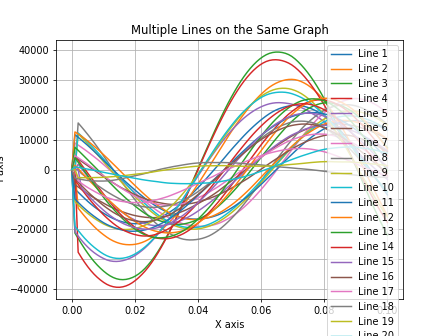 Multiple Lines on the Same Graph
40000
30000
20000
10000
0
−10000
−20000
−30000
−40000
0.00
0.02
0.04
0.06
X axis
Line 1
Line 2
Line 3
Line 4
Line 5
Line 6
Line 7
Line 8
Line 9
Line 10
Line 11
Line 12
Line 13
Line 14
Line 15
Line 16
Line 17
Line 18
Line 19
Line 20